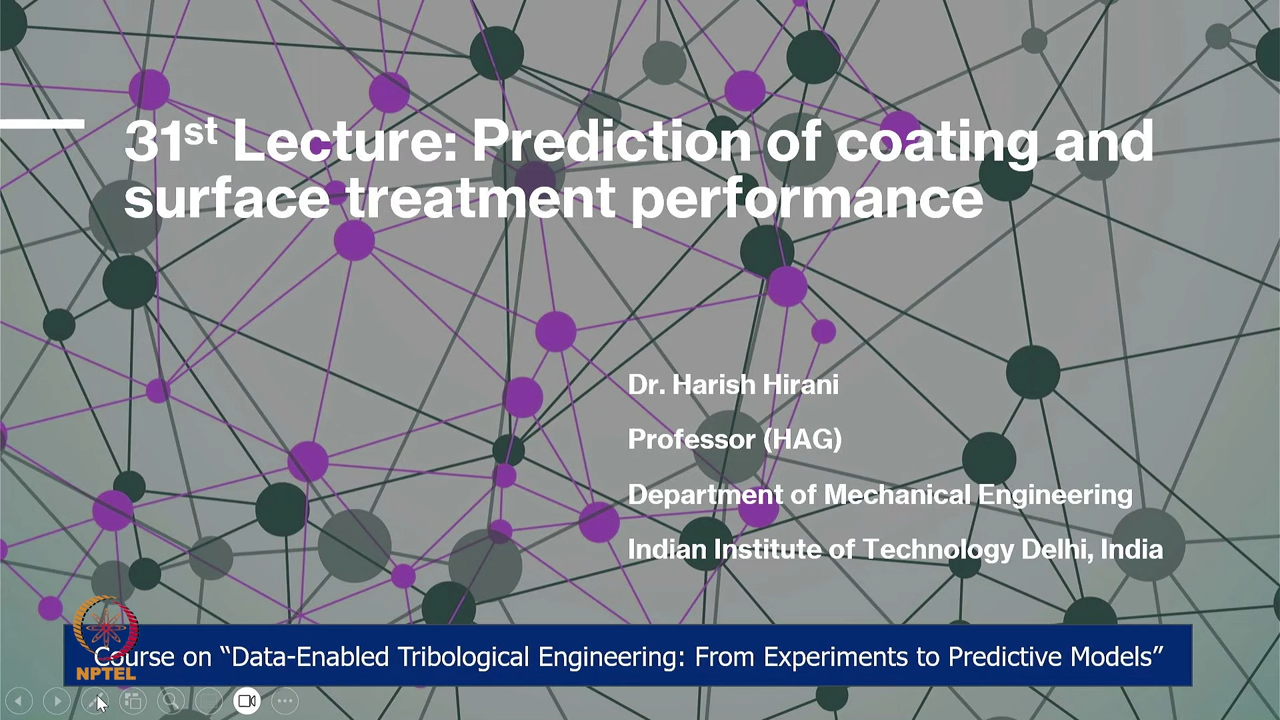 31st Lecture: Prediction of coating and
surface treatment performance
Dr. Harish Hirani
Professor (HAG)
Department of Mechanical Engineering
Indian Institute of Technology Delhi, India
Course on “Data-Enabled Tribological Engineering: From Experiments to Predictive Models”
NPTEL